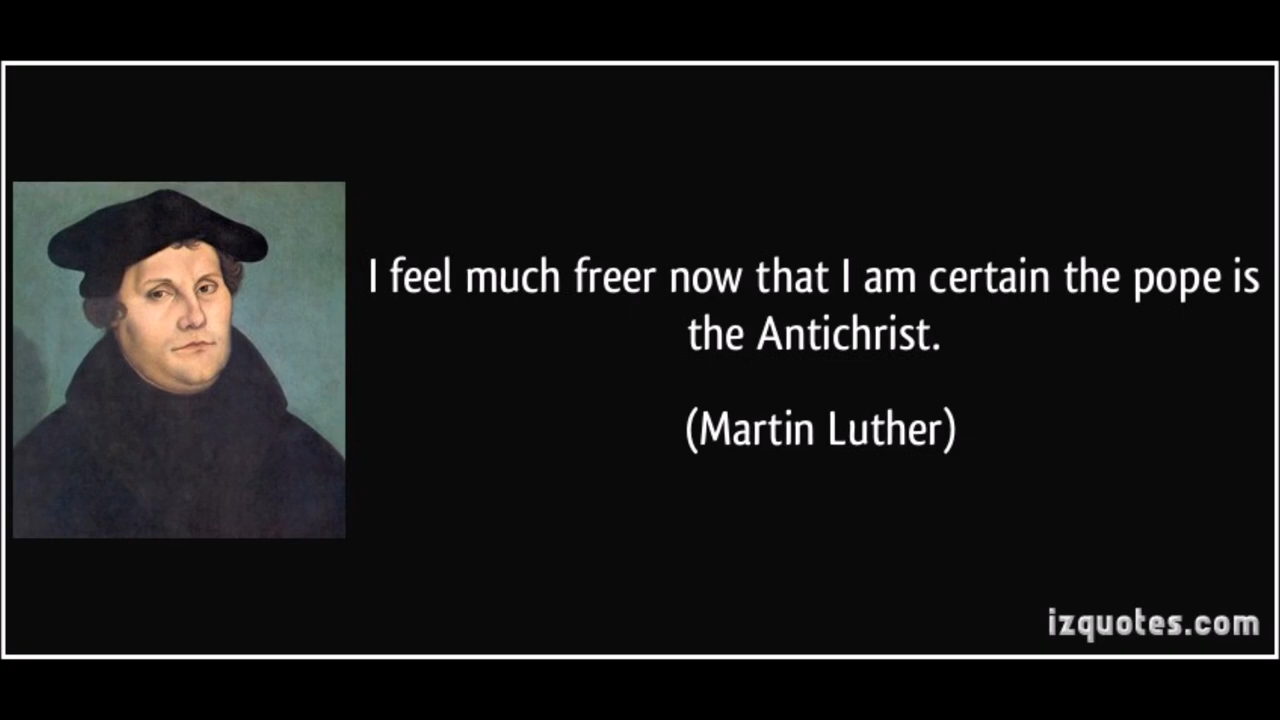 I feel much freer now that I am certain the pope is
the Antichrist.
(Martin Luther)
izquotes.com